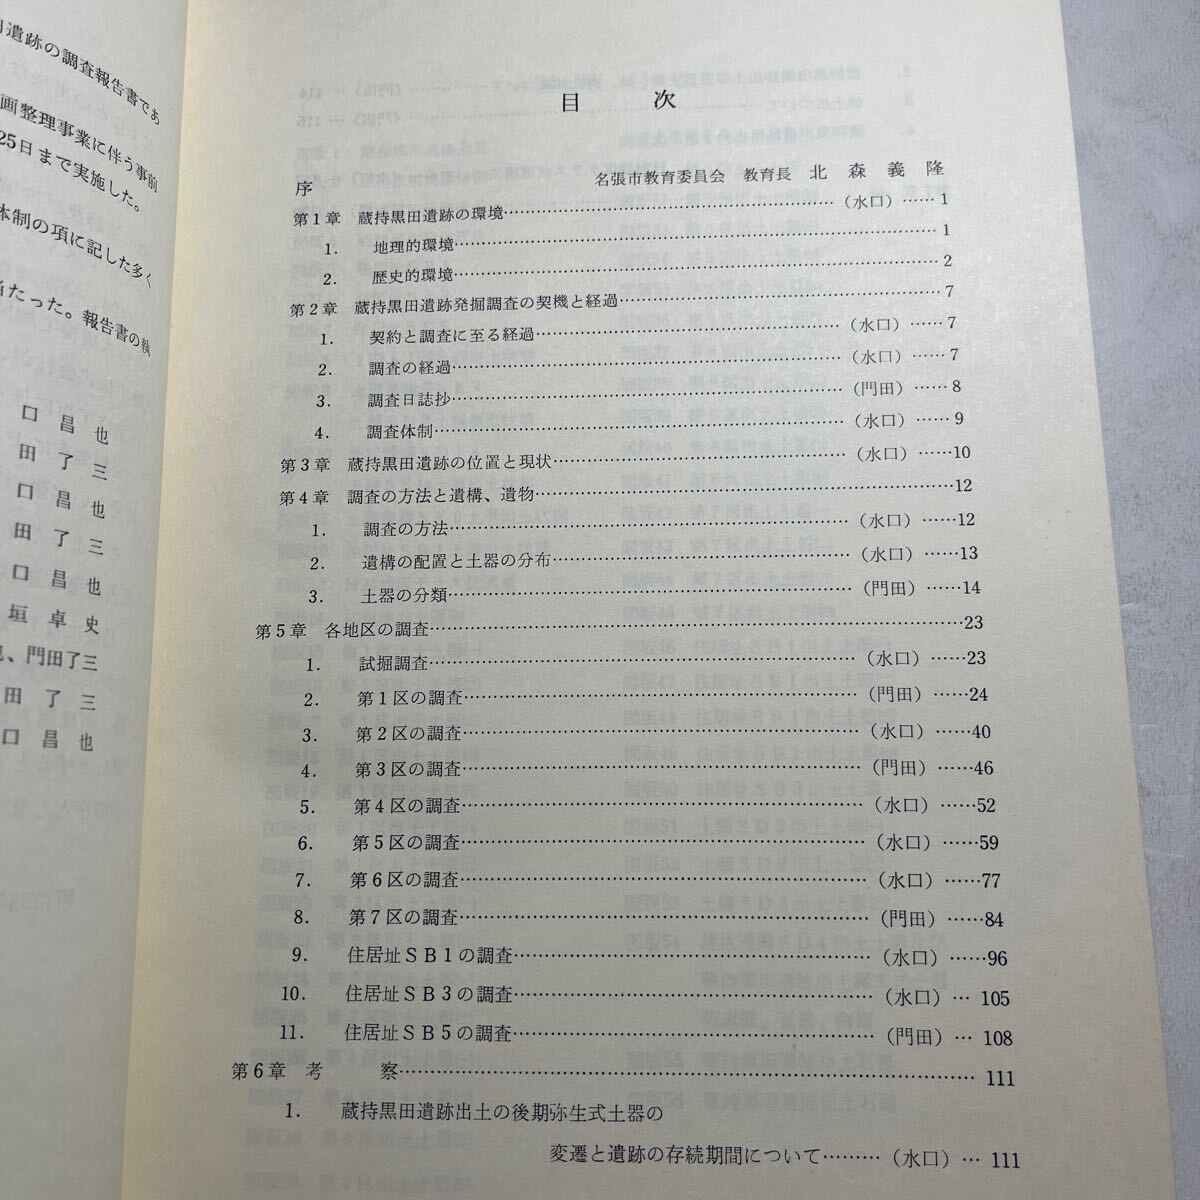 遺跡の調査報告書であ
画整理事業に伴う事前
25日まで実施した。
体制の項に記した多く
当たった。報告書の執
口昌也
田了三
口昌也
田了三
口昌也
垣卓史
、門田了三
田了三
口昌也
目次
序 名張市教育委員会 教育長 北森義隆
第1章 蔵持黒田遺跡の環境……………(水口)……1
1. 地理的環境……………1
2. 歴史的環境……………2
第2章 蔵持黒田遺跡発掘調査の契機と経過……………7
1. 契約と調査に至る経過……………(水口)……7
2. 調査の経過……………(水口)……7
3. 調査日誌抄……………(門田)……8
4. 調査体制……………(水口)……9
第3章 蔵持黒田遺跡の位置と現状……………(水口)……10
第4章 調査の方法と遺構、遺物……………12
1. 調査の方法……………(水口)……12
2. 遺構の配置と土器の分布……………(水口)……13
3. 土器の分類……………(門田)……14
第5章 各地区の調査……………23
1. 試掘調査……………(水口)……23
2. 第1区の調査……………(門田)……24
3. 第2区の調査……………(水口)……40
4. 第3区の調査……………(門田)……46
5. 第4区の調査……………(水口)……52
6. 第5区の調査……………(水口)……59
7. 第6区の調査……………(水口)……77
8. 第7区の調査……………(門田)……84
9. 住居址SB1の調査……………(水口)……96
10. 住居址SB3の調査……………(水口)… 105
11. 住居址SB5の調査……………(門田)… 108
第6章 考察……………111
1. 蔵持黒田遺跡出土の後期弥生式土器の
変遷と遺跡の存続期間について………(水口)… 111